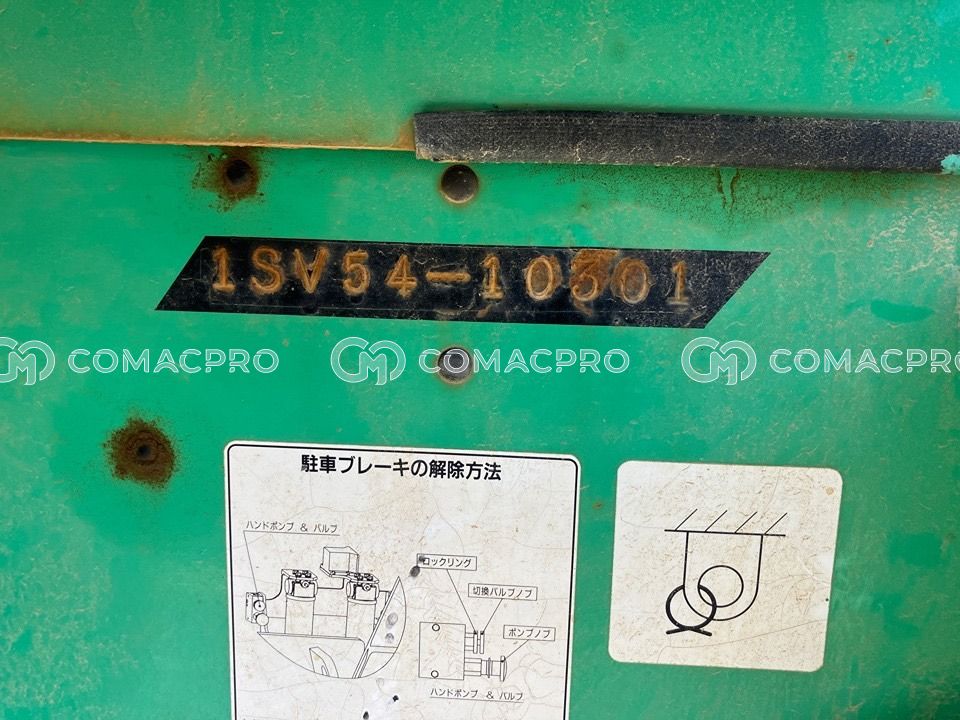 1SV54-10301
COMACPRO COMACPRO COMACPRO
駐車ブレーキの解除方法
ハンドポンプ & バルブ
ロックリング
切換バルブノブ
ポンプノブ
ハンドポンプ & バルブ